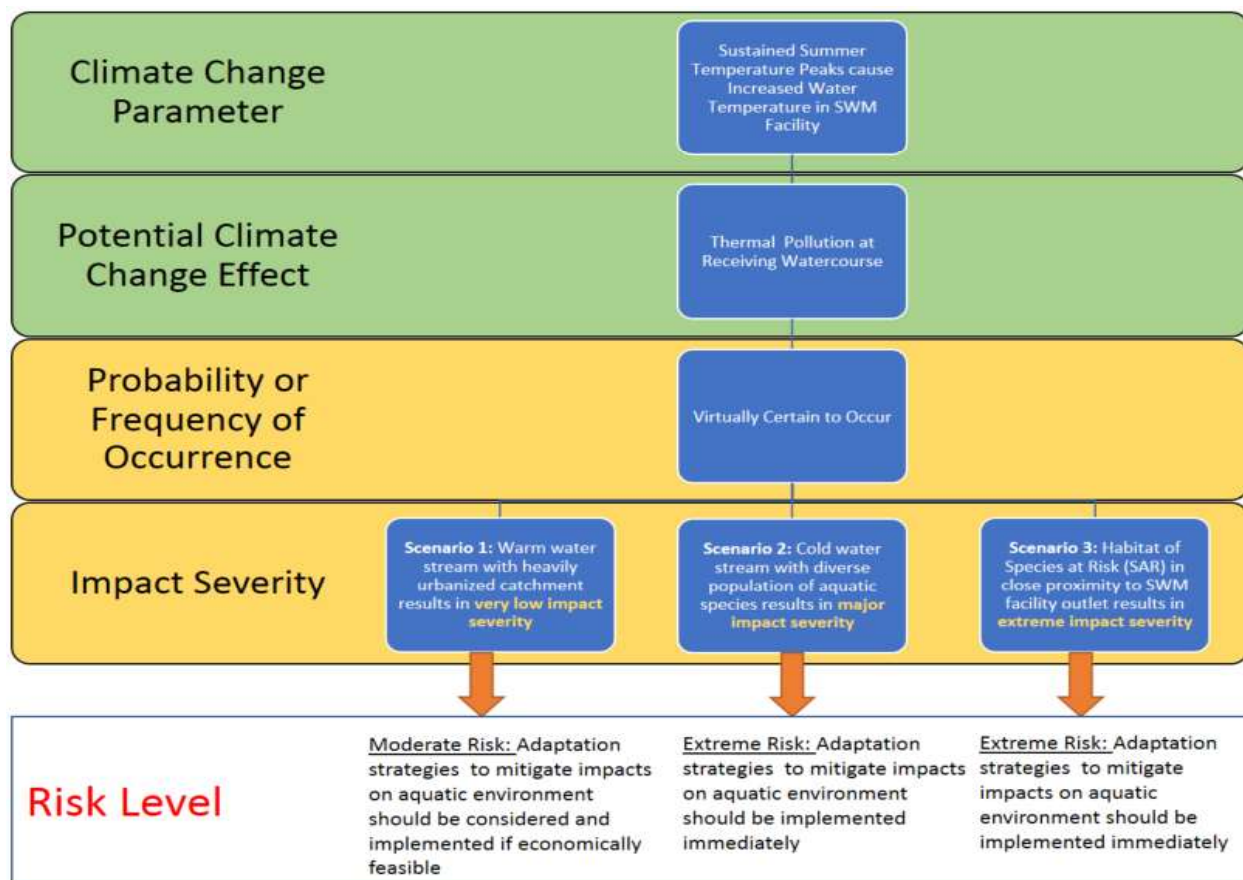 Climate Change
Parameter
Sustained Summer
Temperature Peaks cause
Increased Water
Temperature in SWM
Facility
Potential Climate
Change Effect
Thermal Pollution at
Receiving Watercourse
Probability or
Frequency of
Occurrence
Virtually Certain to Occur
Impact Severity
Scenario 1: Warm water
stream with heavily
urbanized catchment
results in very low impact
severity
Scenario 2: Cold water
stream with diverse
population of aquatic
species results in major
impact severity
Scenario 3: Habitat of
Species at Risk (SAR) in
close proximity to SWM
facility outlet results in
extreme impact severity
Risk Level
Moderate Risk: Adaptation
strategies to mitigate impacts
on aquatic environment
should be considered and
implemented if economically
feasible
Extreme Risk: Adaptation
strategies to mitigate impacts
on aquatic environment
should be implemented
immediately
Extreme Risk: Adaptation
strategies to mitigate
impacts on aquatic
environment should be
implemented immediately